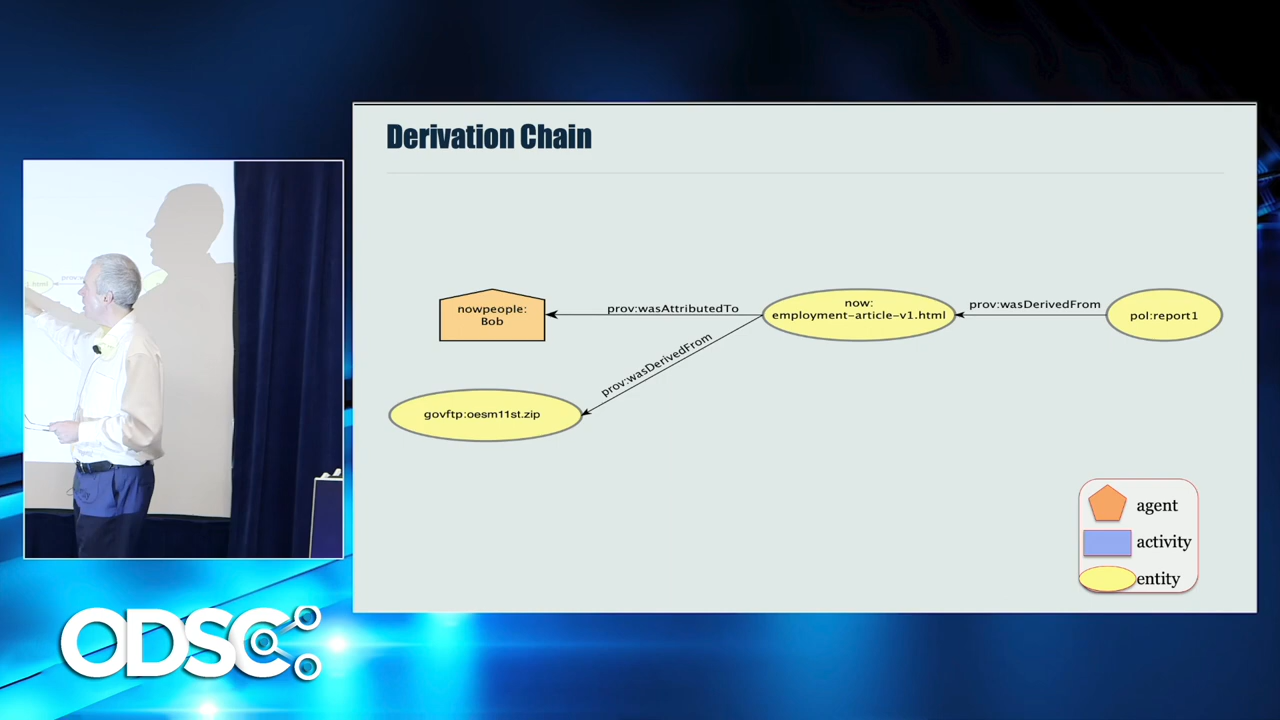 Derivation Chain
nowpeople:
Bob
prov:wasAttributedTo
now:
employment-article-v1.html
prov:wasDerivedFrom
pol:report1
prov:wasDerivedFrom
govftp:oesm11st.zip
agent
activity
entity
ODSC